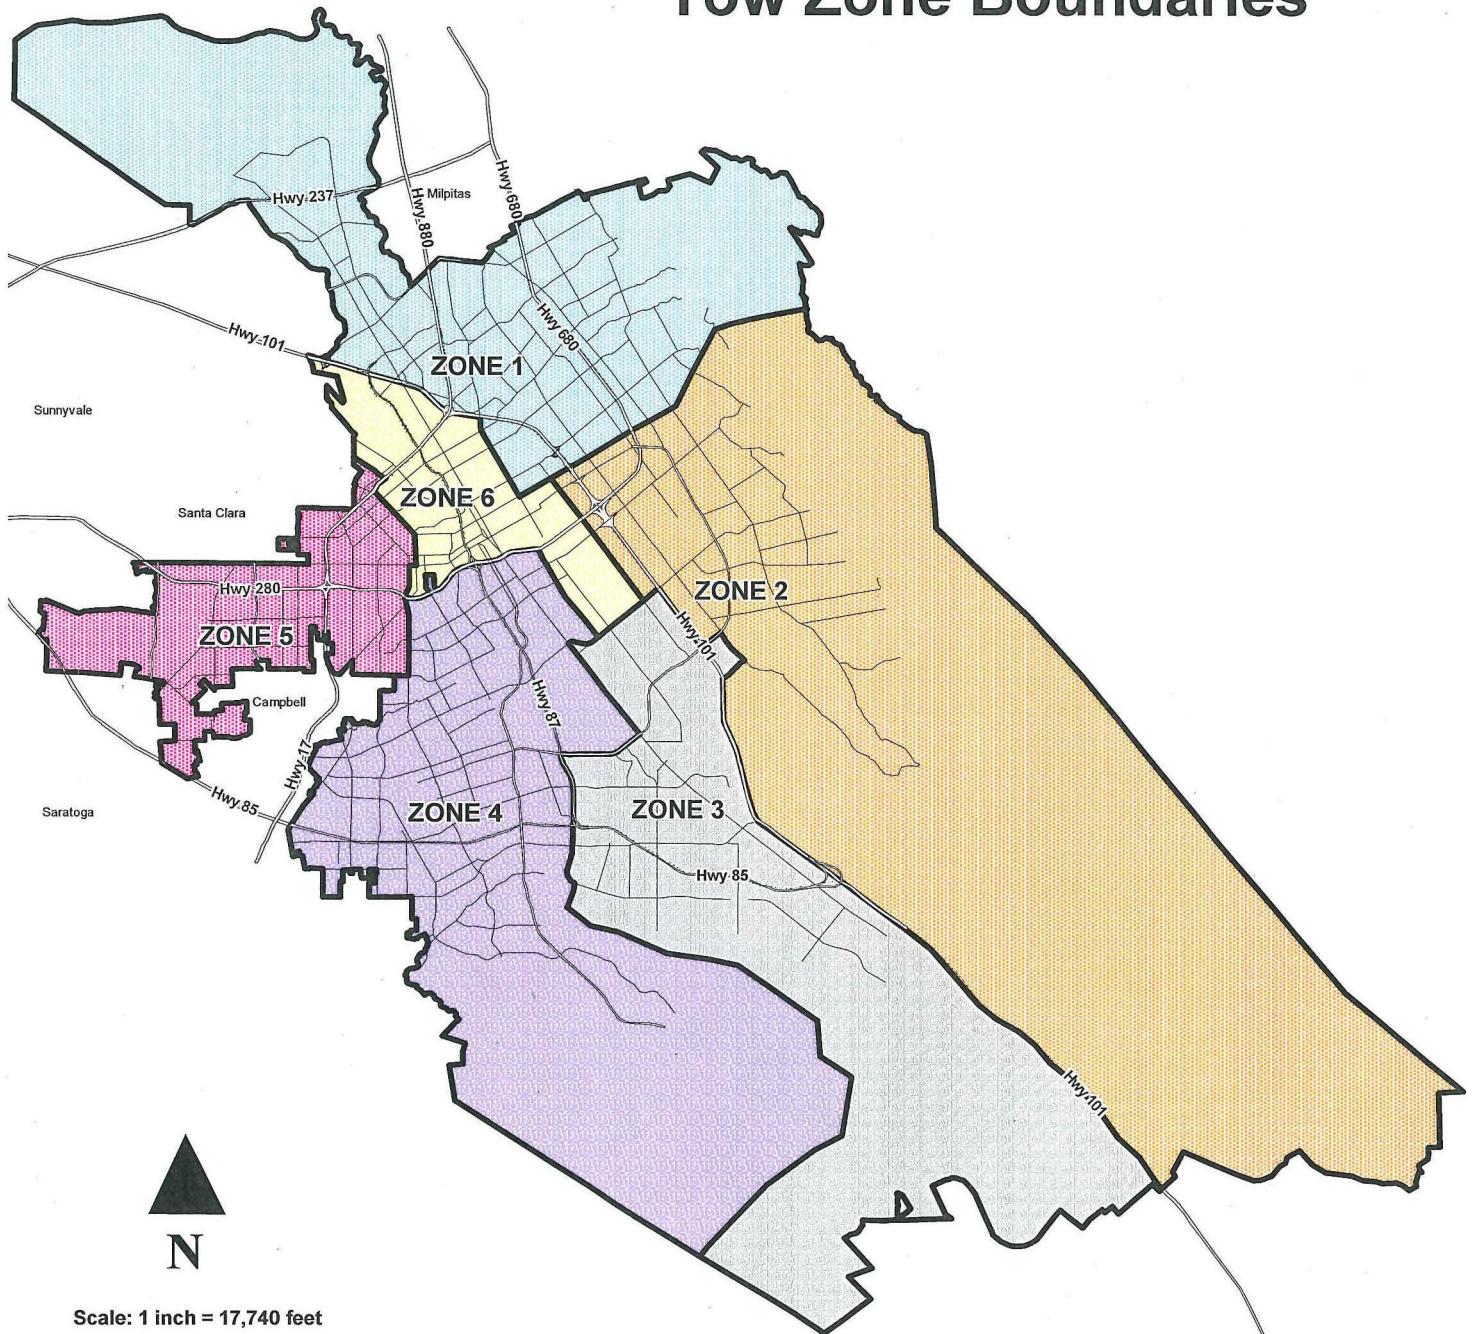 Tow Zone Boundaries
Hwy 237
Milpitas
Hwy 680
Hwy 880
Hwy 680
Hwy 101
ZONE 1
Sunnyvale
ZONE 6
Santa Clara
Hwy 280
ZONE 2
ZONE 5
Hwy 101
Campbell
Hwy 87
Hwy 17
Hwy 85
Saratoga
ZONE 4
ZONE 3
Hwy 85
Hwy 101
N
Scale: 1 inch = 17,740 feet